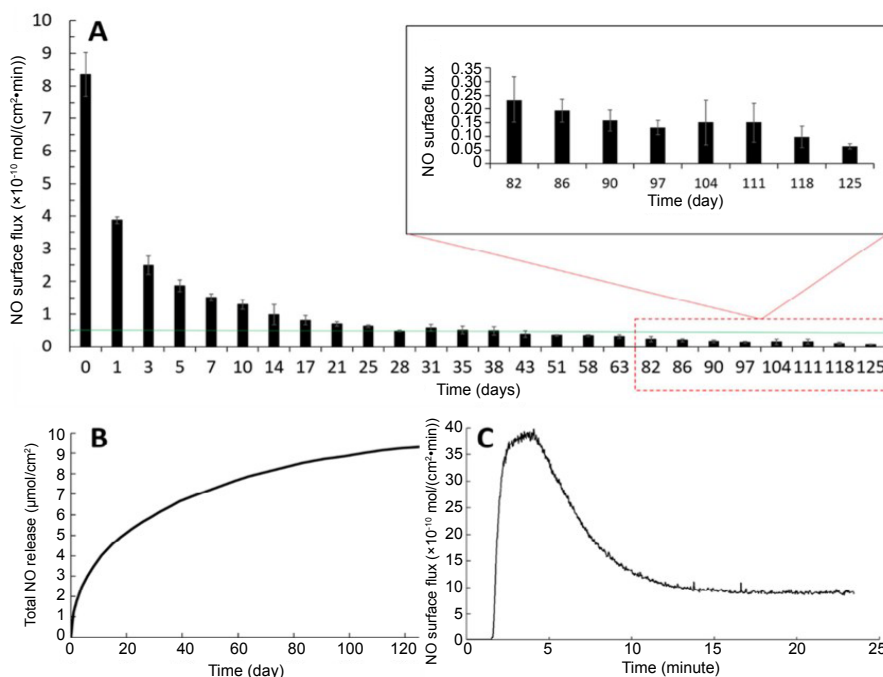 A
NO surface flux (×10⁻¹⁰ mol/(cm²•min))
10
9
8
7
6
5
4
3
2
1
0
0 1 3 5 7 10 14 17 21 25 28 31 35 38 43 51 58 63 82 86 90 97 104 111 118 125
Time (days)
NO surface flux
0.35
0.30
0.25
0.20
0.15
0.10
0.05
0
82 86 90 97 104 111 118 125
Time (day)
B
Total NO release (μmol/cm²)
10
9
8
7
6
5
4
3
2
1
0
0 20 40 60 80 100 120
Time (day)
C
NO surface flux (×10⁻¹⁰ mol/(cm²•min))
40
30
20
10
0
0 5 10 15 20 25
Time (minute)